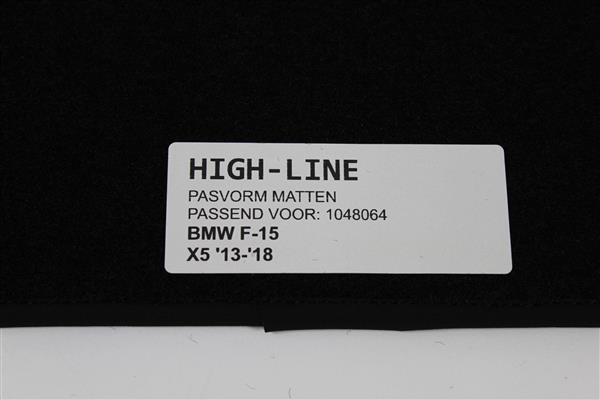 HIGH-LINE
PASVORM MATTEN
PASSEND VOOR: 1048064
BMW F-15
X5 '13-'18